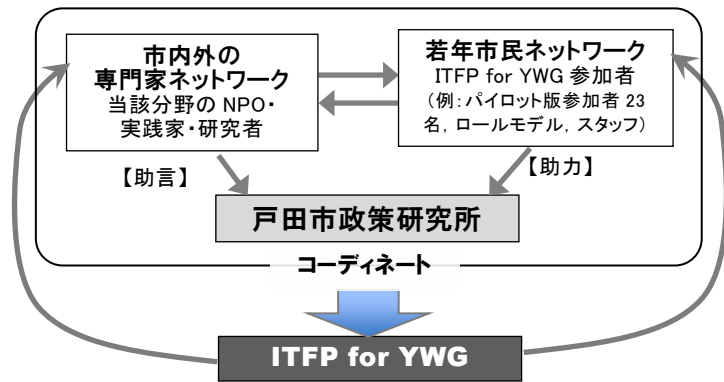 市内外の
専門家ネットワーク
当該分野の NPO・
実践家・研究者
若年市民ネットワーク
ITFP for YWG 参加者
(例：パイロット版参加者 23
名，ロールモデル，スタッフ)
【助言】
【助力】
戸田市政策研究所
コーディネート
ITFP for YWG